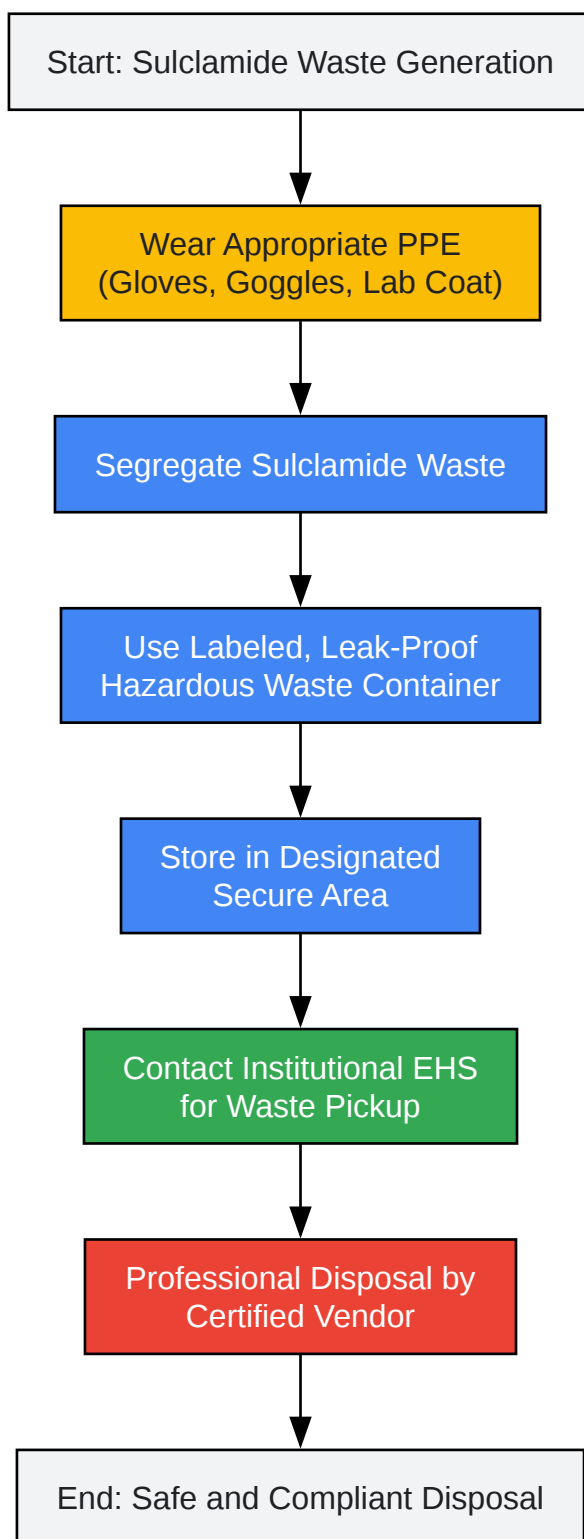 Start: Sulclamide Waste Generation
Wear Appropriate PPE
(Gloves, Goggles, Lab Coat)
Segregate Sulclamide Waste
Use Labeled, Leak-Proof
Hazardous Waste Container
Store in Designated
Secure Area
Contact Institutional EHS
for Waste Pickup
Professional Disposal by
Certified Vendor
End: Safe and Compliant Disposal